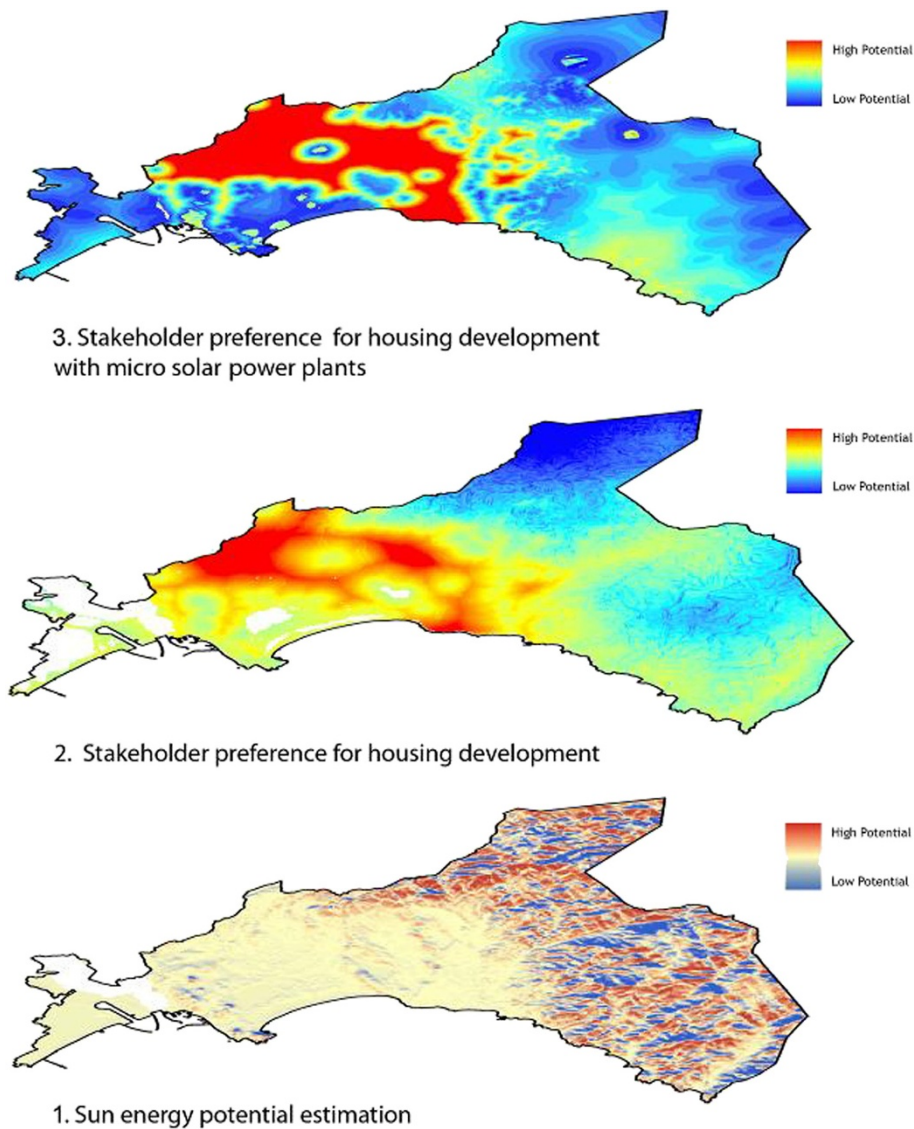 High Potential
Low Potential
3. Stakeholder preference for housing development
with micro solar power plants
High Potential
Low Potential
2. Stakeholder preference for housing development
High Potential
Low Potential
1. Sun energy potential estimation